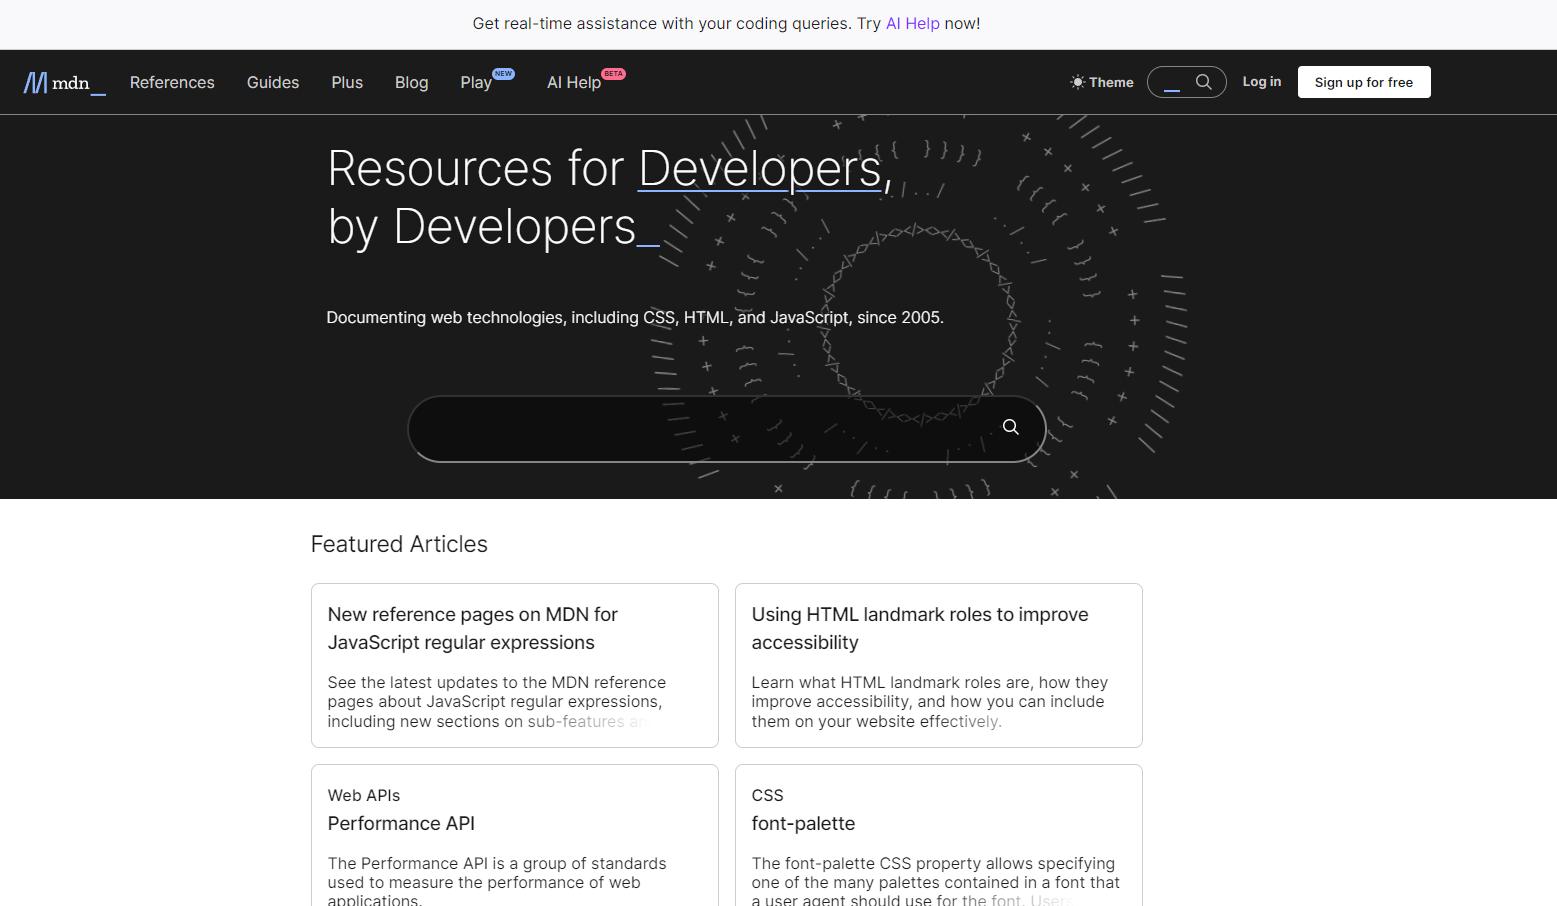 Get real-time assistance with your coding queries. Try AI Help now!
mdn_ References Guides Plus Blog Play NEW AI Help BETA Theme _ Log in Sign up for free
Resources for Developers,
by Developers_
Documenting web technologies, including CSS, HTML, and JavaScript, since 2005.
Featured Articles
New reference pages on MDN for
JavaScript regular expressions
See the latest updates to the MDN reference
pages about JavaScript regular expressions,
including new sections on sub-features an
Using HTML landmark roles to improve
accessibility
Learn what HTML landmark roles are, how they
improve accessibility, and how you can include
them on your website effectively.
Web APIs
Performance API
The Performance API is a group of standards
used to measure the performance of web
applications.
CSS
font-palette
The font-palette CSS property allows specifying
one of the many palettes contained in a font that
a user agent should use for the font. Users